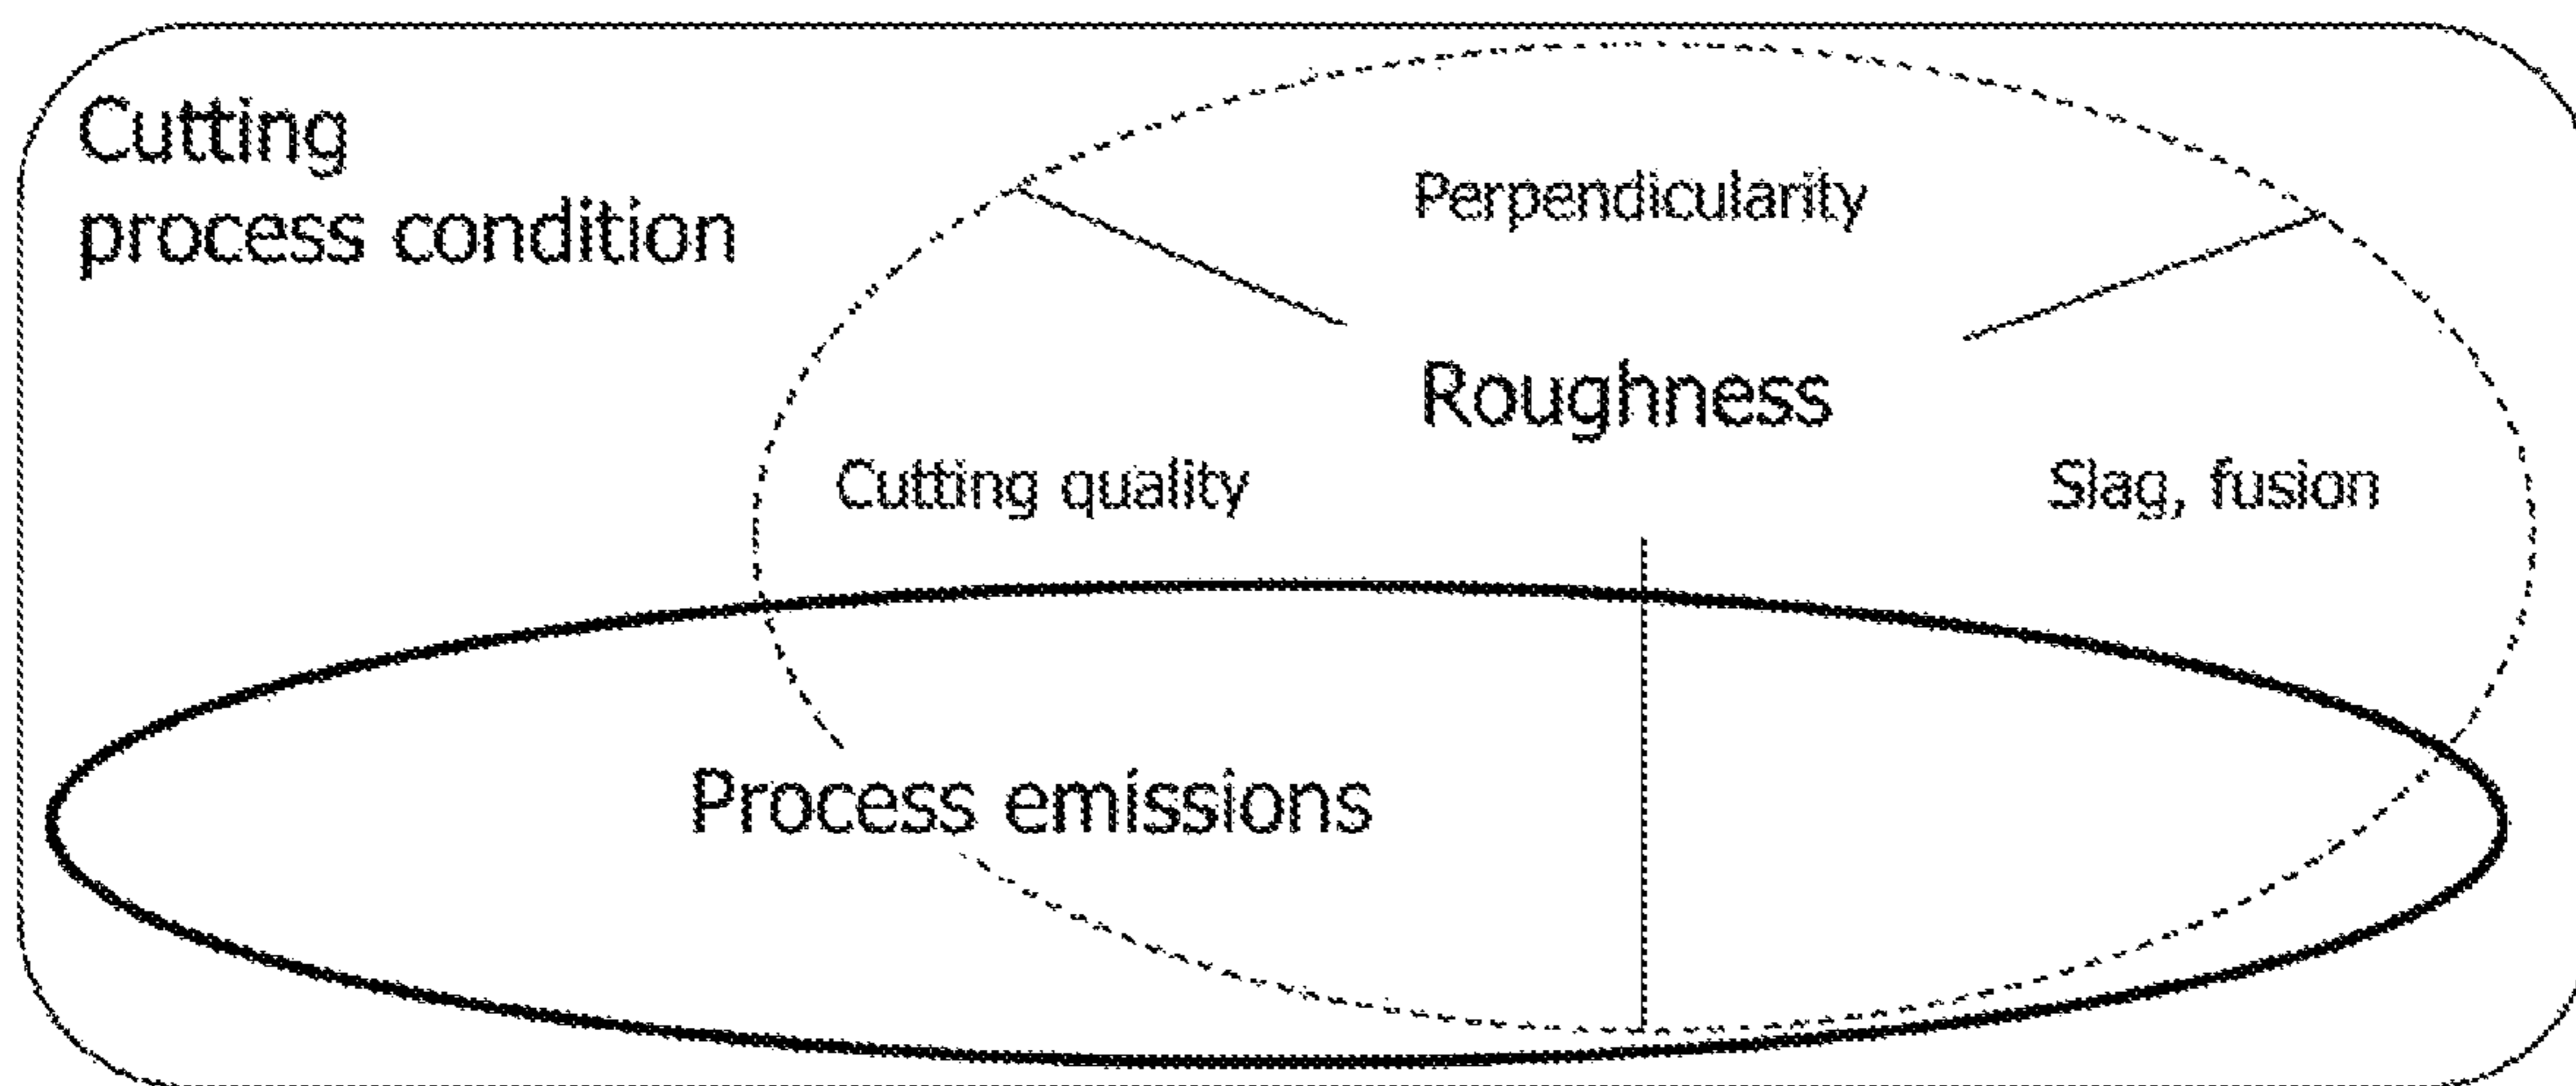 Cutting
process condition
Perpendicularity
Roughness
Cutting quality
Slag, fusion
Process emissions